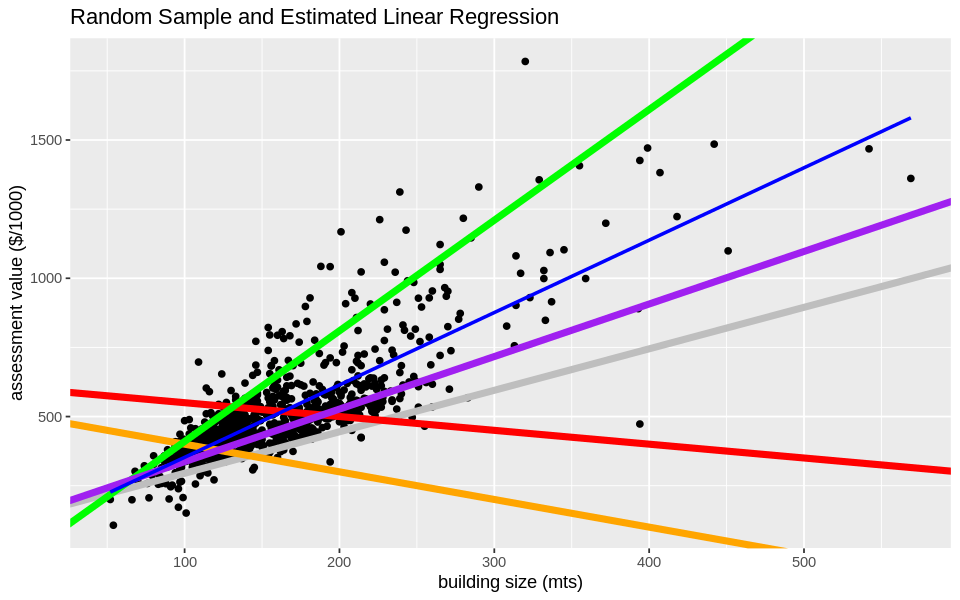 Random Sample and Estimated Linear Regression
assessment value ($/1000)
1500
1000
500
100 200 300 400 500
building size (mts)